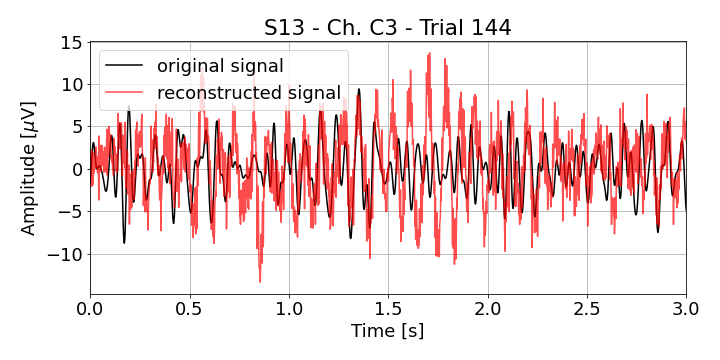 S13 - Ch. C3 - Trial 144
original signal
reconstructed signal
Amplitude [μV]
15
10
5
0
−5
−10
0.0 0.5 1.0 1.5 2.0 2.5 3.0
Time [s]